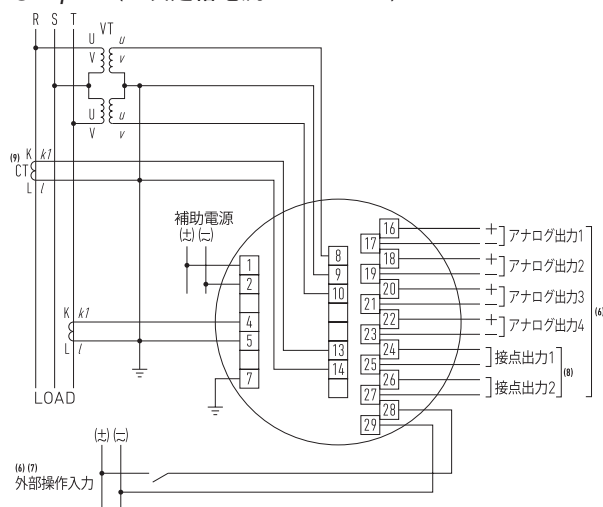 R S T VT
U u
V v
U u
V v
(9) K k1
CT
L l
補助電源
(±) (−)
K k1
L l
LOAD
1
2
4
5
7
8
9
10
13
14
16
17
18
19
20
21
22
23
24
25
26
27
28
29
+ アナログ出力1
−
+ アナログ出力2
−
+ アナログ出力3
−
+ アナログ出力4
−
(6)
接点出力1
接点出力2
(8)
(±) (−)
(6) (7)
外部操作入力